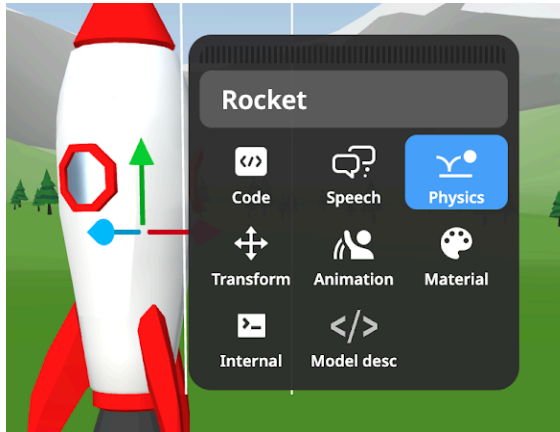 Rocket
Code Speech Physics
Transform Animation Material
Internal Model desc